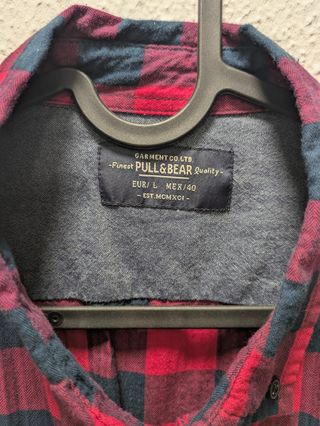 GARMENT CO. LTD.
-Finest PULL&BEAR Quality-
EUR/ L MEX/40
- EST.MCMXCI -